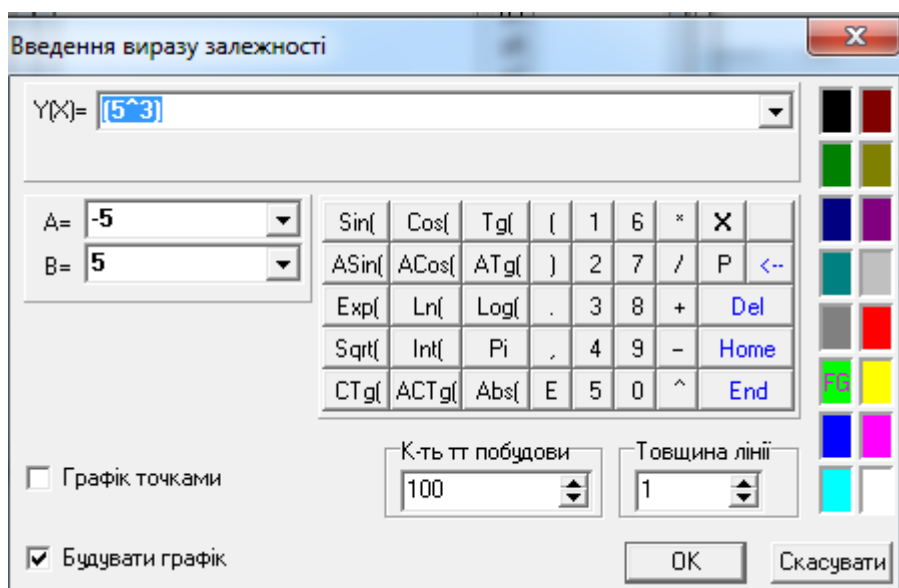 Введення виразу залежності
Y(X)= (5^3)
A= -5
B= 5
Sin( Cos( Tg( ( 1 6 * X
ASin( ACos( ATg( ) 2 7 / P <--
Exp( Ln( Log( . 3 8 + Del
Sqrt( Int( Pi , 4 9 - Home
CTg( ACTg( Abs( E 5 0 ^ End
FG
К-ть тт побудови Товщина лінії
Графік точками 100 1
Будувати графік OK Скасувати